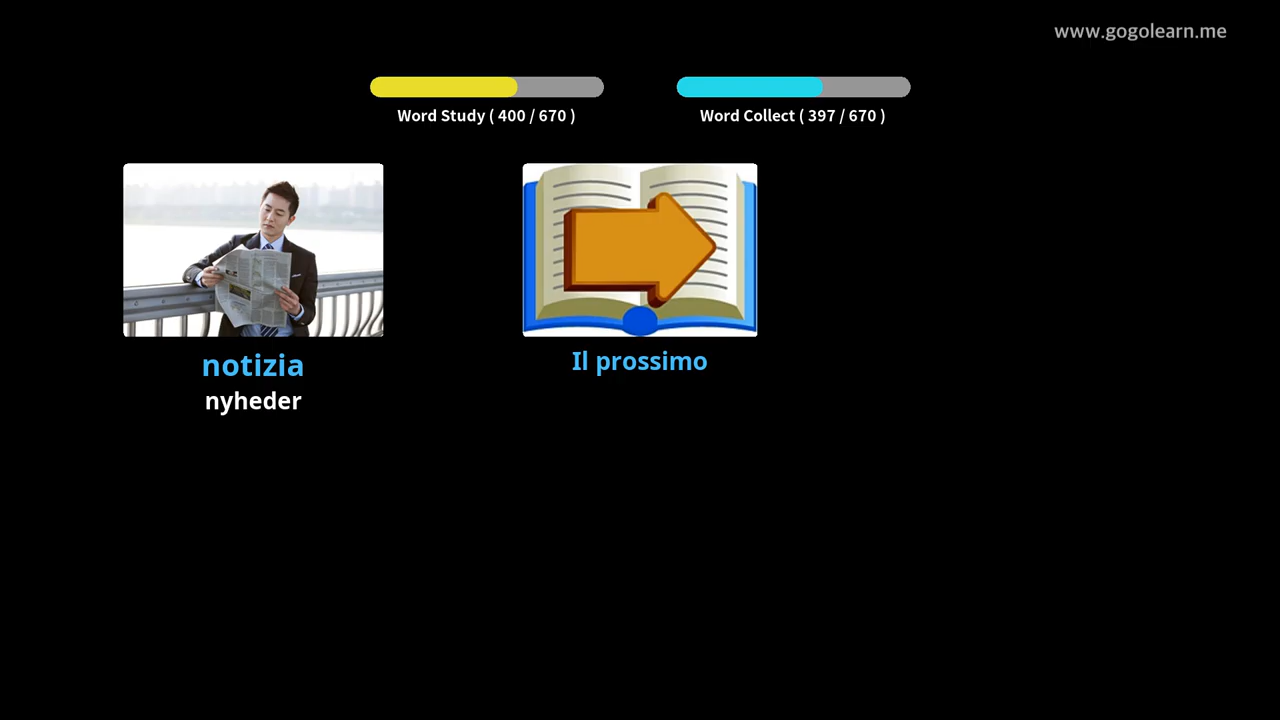 www.gogolearn.me
Word Study ( 400 / 670 )
Word Collect ( 397 / 670 )
notizia
nyheder
Il prossimo